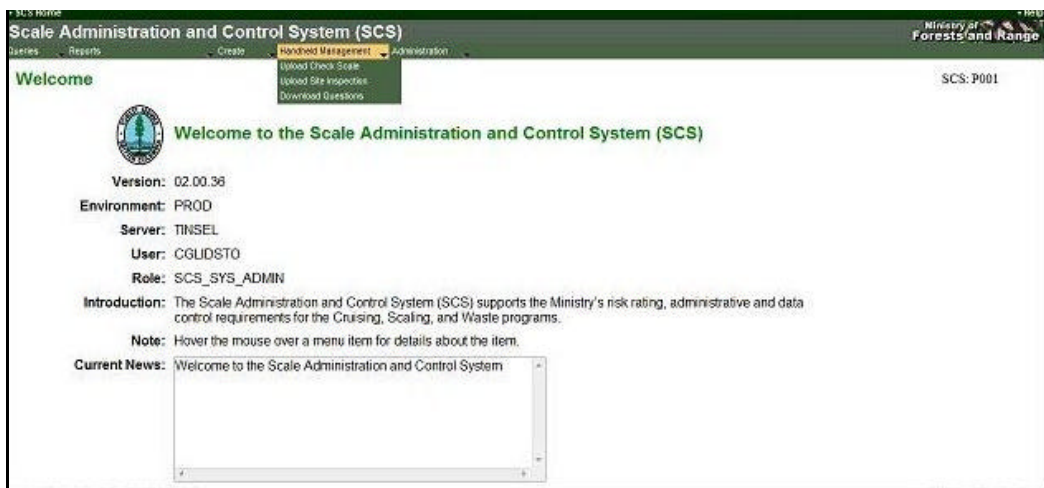 SCS Home
Help
Scale Administration and Control System (SCS)
Ministry of
Forests and Range
Queries Reports Create Handheld Management Administration
Upload Check Scale
Upload Site Inspection
Download Questions
Welcome
SCS: P001
Welcome to the Scale Administration and Control System (SCS)
Version: 02.00.36
Environment: PROD
Server: TINSEL
User: CGLIDSTO
Role: SCS_SYS_ADMIN
Introduction: The Scale Administration and Control System (SCS) supports the Ministry's risk rating, administrative and data
control requirements for the Cruising, Scaling, and Waste programs.
Note: Hover the mouse over a menu item for details about the item.
Current News: Welcome to the Scale Administration and Control System